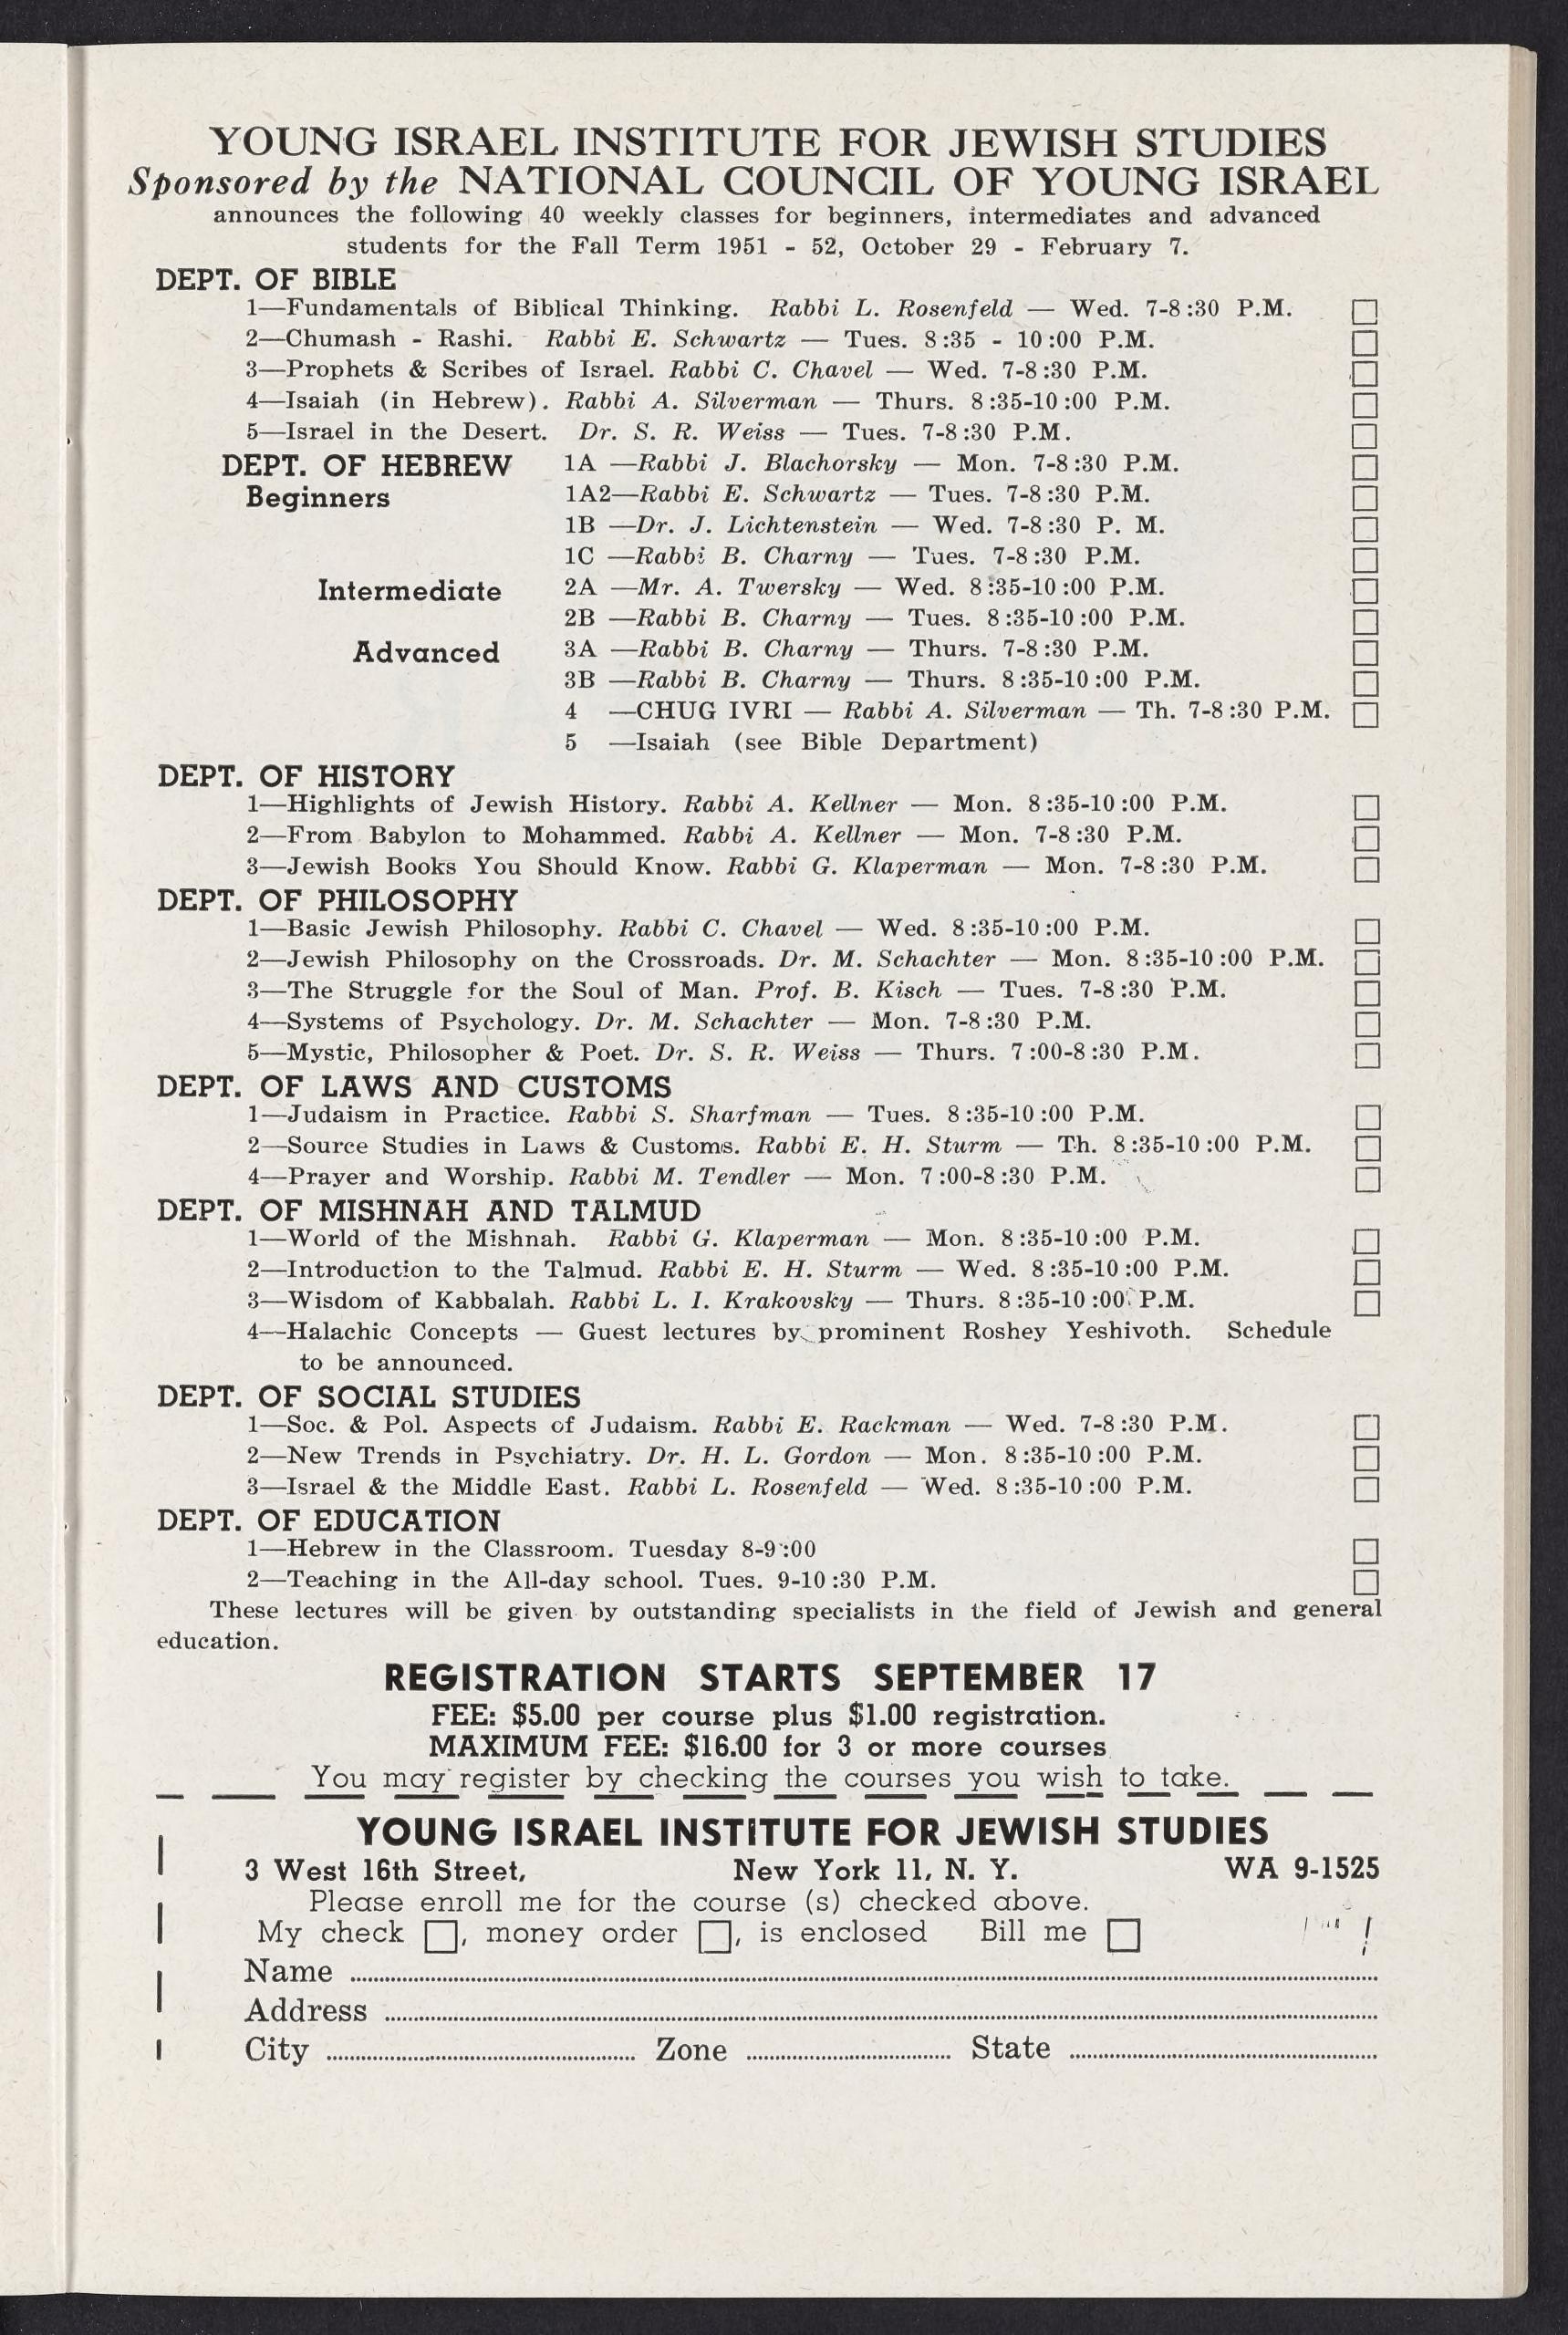 YOUNG ISRAEL INSTITUTE FOR JEWISH STUDIES
Sponsored by the NATIONAL COUNCIL OF YOUNG ISRAEL
announces the following 40 weekly classes for beginners, intermediates and advanced
students for the Fall Term 1951 - 52, October 29 - February 7.
DEPT. OF BIBLE
1—Fundamentals of Biblical Thinking. Rabbi L. Rosenfeld — Wed. 7-8:30 P.M.
2—Chumash - Rashi. Rabbi E. Schwartz — Tues. 8:35 - 10:00 P.M.
3—Prophets & Scribes of Israel. Rabbi C. Chavel — Wed. 7-8:30 P.M.
4—Isaiah (in Hebrew). Rabbi A. Silverman — Thurs. 8:35-10:00 P.M.
5—Israel in the Desert. Dr. S. R. Weiss — Tues. 7-8:30 P.M.
DEPT. OF HEBREW 1A —Rabbi J. Blachorsky — Mon. 7-8:30 P.M.
Beginners 1A2—Rabbi E. Schwartz — Tues. 7-8:30 P.M.
1B —Dr. J. Lichtenstein — Wed. 7-8:30 P. M.
1C —Rabbi B. Charny — Tues. 7-8:30 P.M.
Intermediate 2A —Mr. A. Twersky — Wed. 8:35-10:00 P.M.
2B —Rabbi B. Charny — Tues. 8:35-10:00 P.M.
Advanced 3A —Rabbi B. Charny — Thurs. 7-8:30 P.M.
3B —Rabbi B. Charny — Thurs. 8:35-10:00 P.M.
4 —CHUG IVRI — Rabbi A. Silverman — Th. 7-8:30 P.M.
5 —Isaiah (see Bible Department)
DEPT. OF HISTORY
1—Highlights of Jewish History. Rabbi A. Kellner — Mon. 8:35-10:00 P.M.
2—From Babylon to Mohammed. Rabbi A. Kellner — Mon. 7-8:30 P.M.
3—Jewish Books You Should Know. Rabbi G. Klaperman — Mon. 7-8:30 P.M.
DEPT. OF PHILOSOPHY
1—Basic Jewish Philosophy. Rabbi C. Chavel — Wed. 8:35-10:00 P.M.
2—Jewish Philosophy on the Crossroads. Dr. M. Schachter — Mon. 8:35-10:00 P.M.
3—The Struggle for the Soul of Man. Prof. B. Kisch — Tues. 7-8:30 P.M.
4—Systems of Psychology. Dr. M. Schachter — Mon. 7-8:30 P.M.
5—Mystic, Philosopher & Poet. Dr. S. R. Weiss — Thurs. 7:00-8:30 P.M.
DEPT. OF LAWS AND CUSTOMS
1—Judaism in Practice. Rabbi S. Sharfman — Tues. 8:35-10:00 P.M.
2—Source Studies in Laws & Customs. Rabbi E. H. Sturm — Th. 8:35-10:00 P.M.
4—Prayer and Worship. Rabbi M. Tendler — Mon. 7:00-8:30 P.M.
DEPT. OF MISHNAH AND TALMUD
1—World of the Mishnah. Rabbi G. Klaperman — Mon. 8:35-10:00 P.M.
2—Introduction to the Talmud. Rabbi E. H. Sturm — Wed. 8:35-10:00 P.M.
3—Wisdom of Kabbalah. Rabbi L. I. Krakovsky — Thurs. 8:35-10:00 P.M.
4—Halachic Concepts — Guest lectures by prominent Roshey Yeshivoth. Schedule
to be announced.
DEPT. OF SOCIAL STUDIES
1—Soc. & Pol. Aspects of Judaism. Rabbi E. Rackman — Wed. 7-8:30 P.M.
2—New Trends in Psychiatry. Dr. H. L. Gordon — Mon. 8:35-10:00 P.M.
3—Israel & the Middle East. Rabbi L. Rosenfeld — Wed. 8:35-10:00 P.M.
DEPT. OF EDUCATION
1—Hebrew in the Classroom. Tuesday 8-9:00
2—Teaching in the All-day school. Tues. 9-10:30 P.M.
These lectures will be given by outstanding specialists in the field of Jewish and general
education.
REGISTRATION STARTS SEPTEMBER 17
FEE: $5.00 per course plus $1.00 registration.
MAXIMUM FEE: $16.00 for 3 or more courses
You may register by checking the courses you wish to take.
YOUNG ISRAEL INSTITUTE FOR JEWISH STUDIES
3 West 16th Street, New York 11, N. Y. WA 9-1525
Please enroll me for the course (s) checked above.
My check , money order , is enclosed Bill me
Name
Address
City Zone State